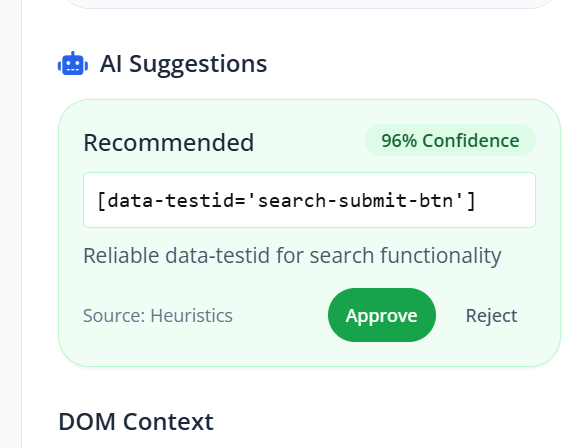 AI Suggestions
Recommended
96% Confidence
[data-testid='search-submit-btn']
Reliable data-testid for search functionality
Source: Heuristics
Approve
Reject
DOM Context